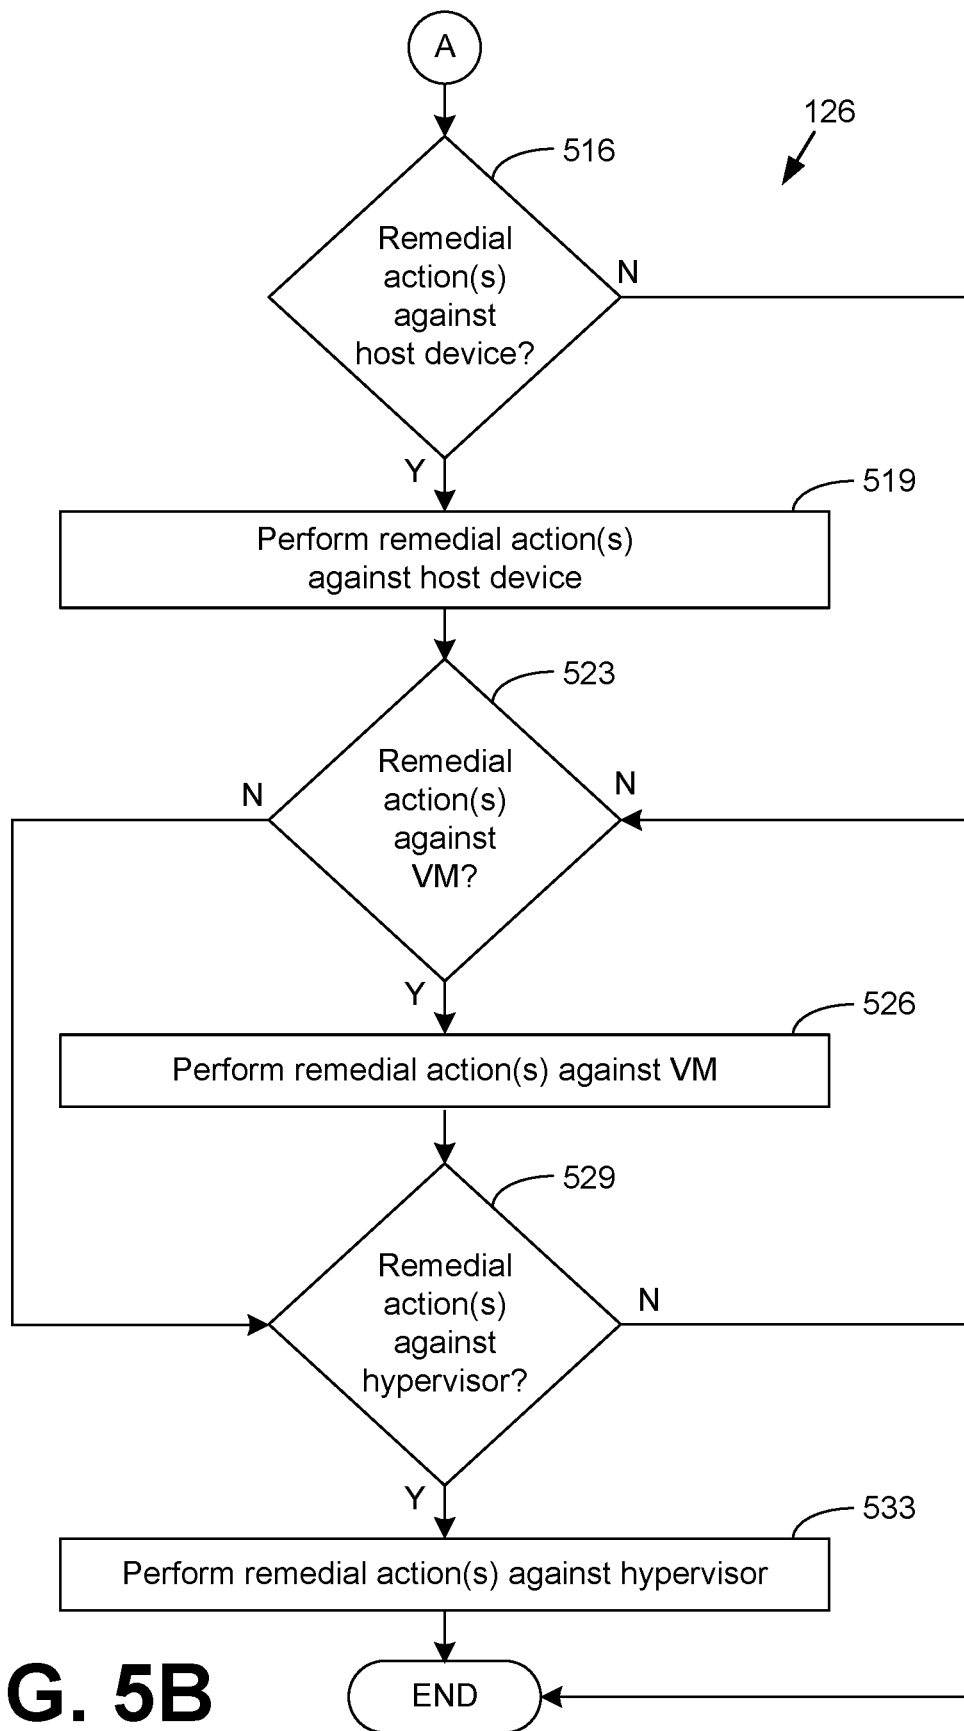 A
126
516
Remedial
action(s)
against
host device?
N
Y
519
Perform remedial action(s)
against host device
523
Remedial
action(s)
against
VM?
N
N
Y
526
Perform remedial action(s) against VM
529
Remedial
action(s)
against
hypervisor?
N
Y
533
Perform remedial action(s) against hypervisor
END
G. 5B